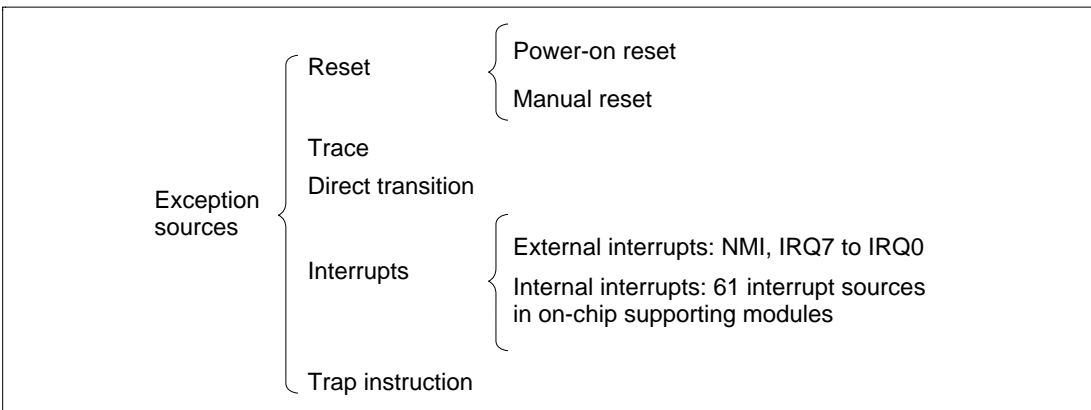 Exception
sources
Reset
Power-on reset
Manual reset
Trace
Direct transition
Interrupts
External interrupts: NMI, IRQ7 to IRQ0
Internal interrupts: 61 interrupt sources
in on-chip supporting modules
Trap instruction